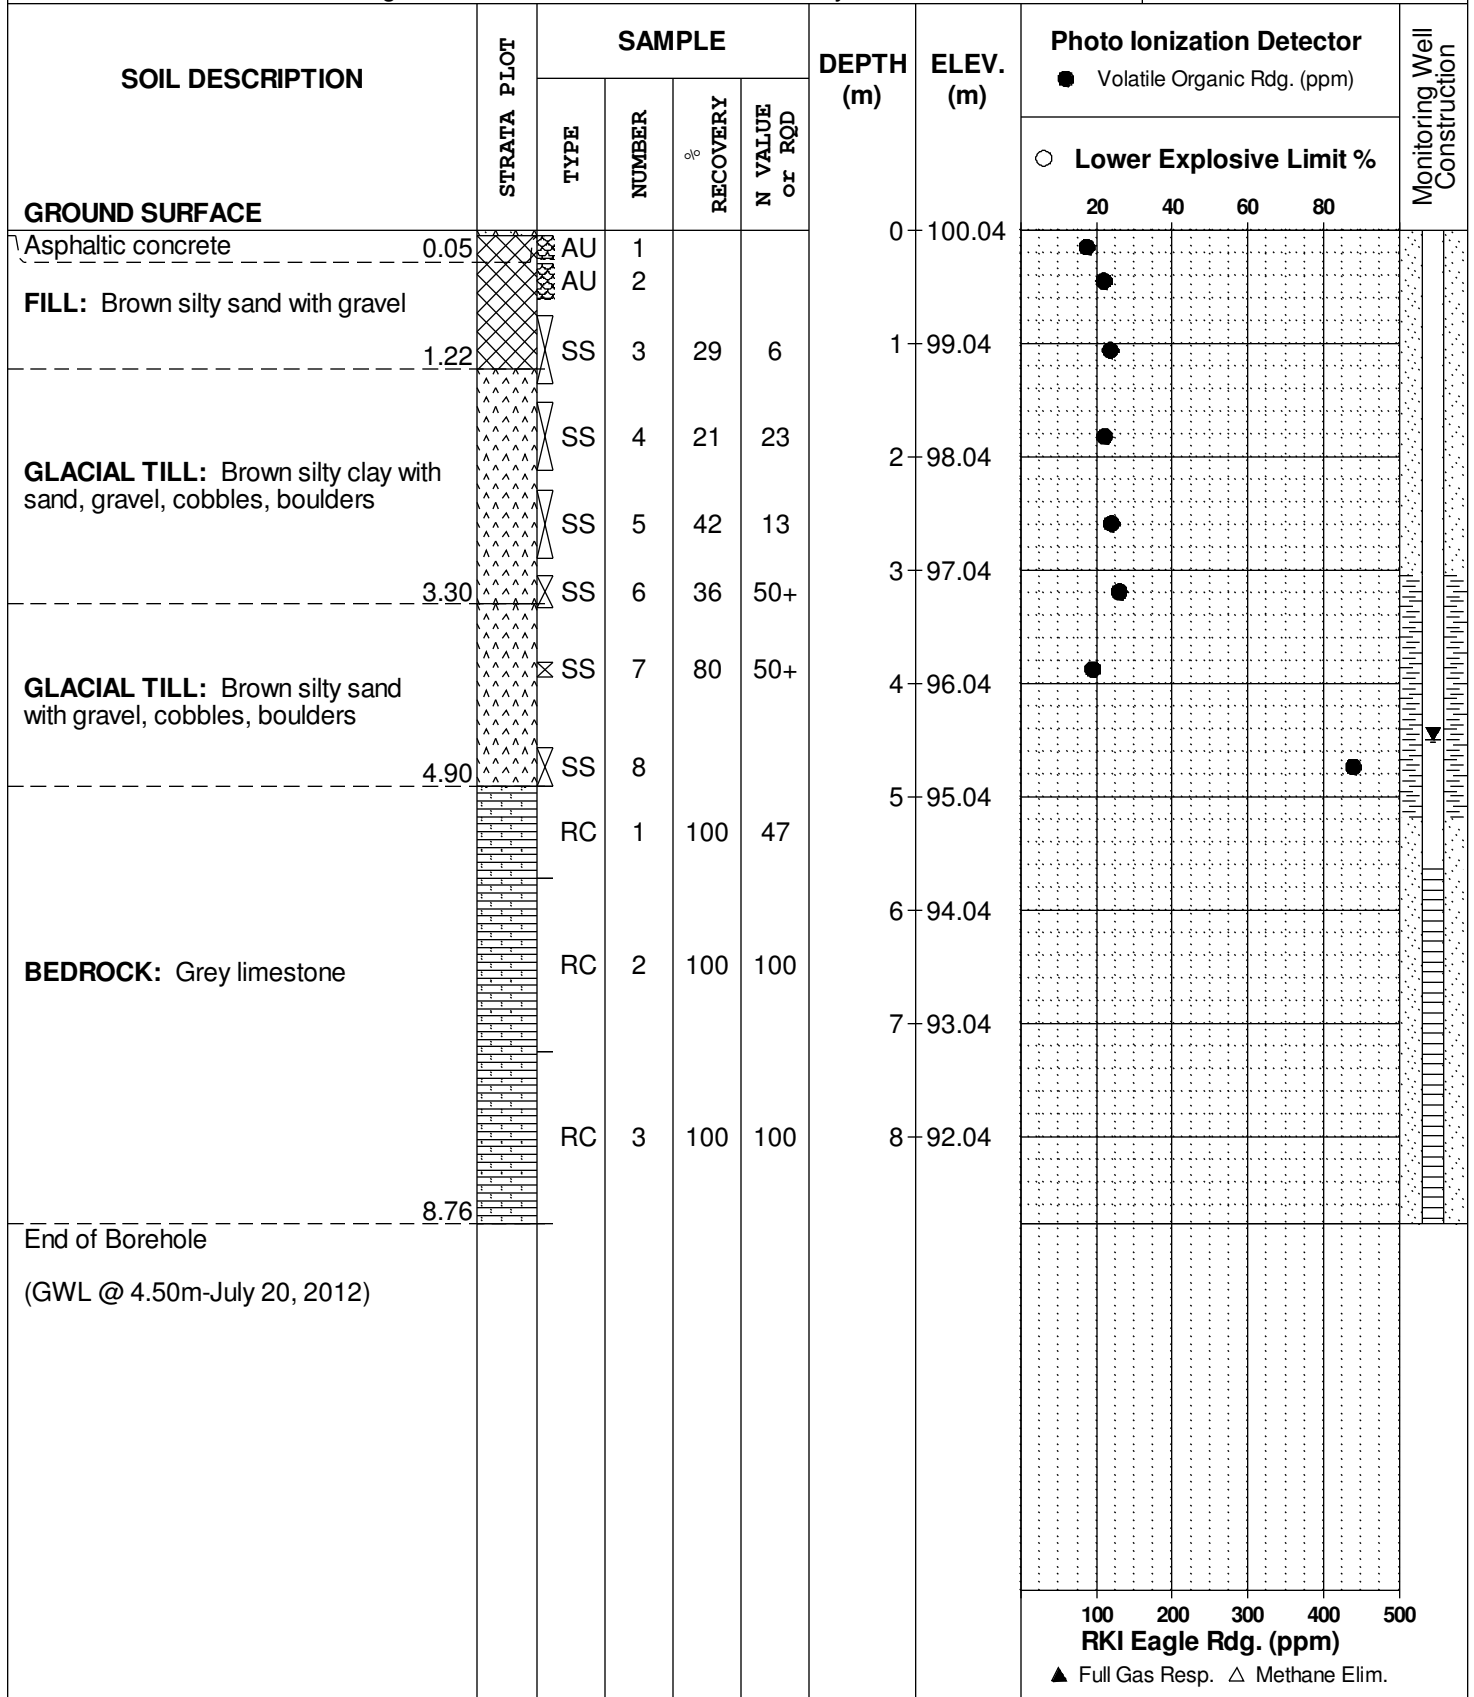 SOIL DESCRIPTION
GROUND SURFACE
STRATA PLOT
SAMPLE
TYPE
NUMBER
% RECOVERY
N VALUE or RQD
DEPTH (m)
ELEV. (m)
Photo Ionization Detector
● Volatile Organic Rdg. (ppm)
○ Lower Explosive Limit %
20 40 60 80
Monitoring Well Construction
0 100.04
Asphaltic concrete 0.05 AU 1
AU 2
FILL: Brown silty sand with gravel
1.22 SS 3 29 6 1 99.04
SS 4 21 23
2 98.04
GLACIAL TILL: Brown silty clay with
sand, gravel, cobbles, boulders
SS 5 42 13
3 97.04
3.30 SS 6 36 50+
SS 7 80 50+
4 96.04
GLACIAL TILL: Brown silty sand
with gravel, cobbles, boulders
4.90 SS 8
5 95.04
RC 1 100 47
6 94.04
BEDROCK: Grey limestone RC 2 100 100
7 93.04
RC 3 100 100 8 92.04
8.76
End of Borehole
(GWL @ 4.50m-July 20, 2012)
100 200 300 400 500
RKI Eagle Rdg. (ppm)
▲ Full Gas Resp. △ Methane Elim.